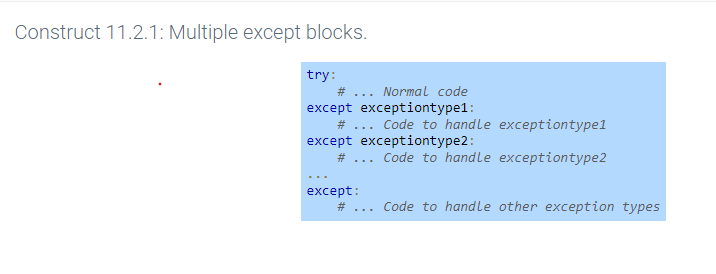 Construct 11.2.1: Multiple except blocks.
try:
# ... Normal code
except exceptiontype1:
# ... Code to handle exceptiontype1
except exceptiontype2:
# ... Code to handle exceptiontype2
...
except:
# ... Code to handle other exception types